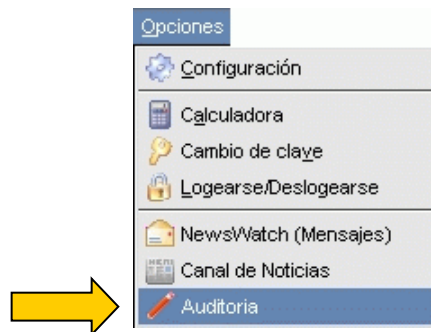 Opciones
Configuración
Calculadora
Cambio de clave
Logearse/Deslogearse
NewsWatch (Mensajes)
Canal de Noticias
Auditoria